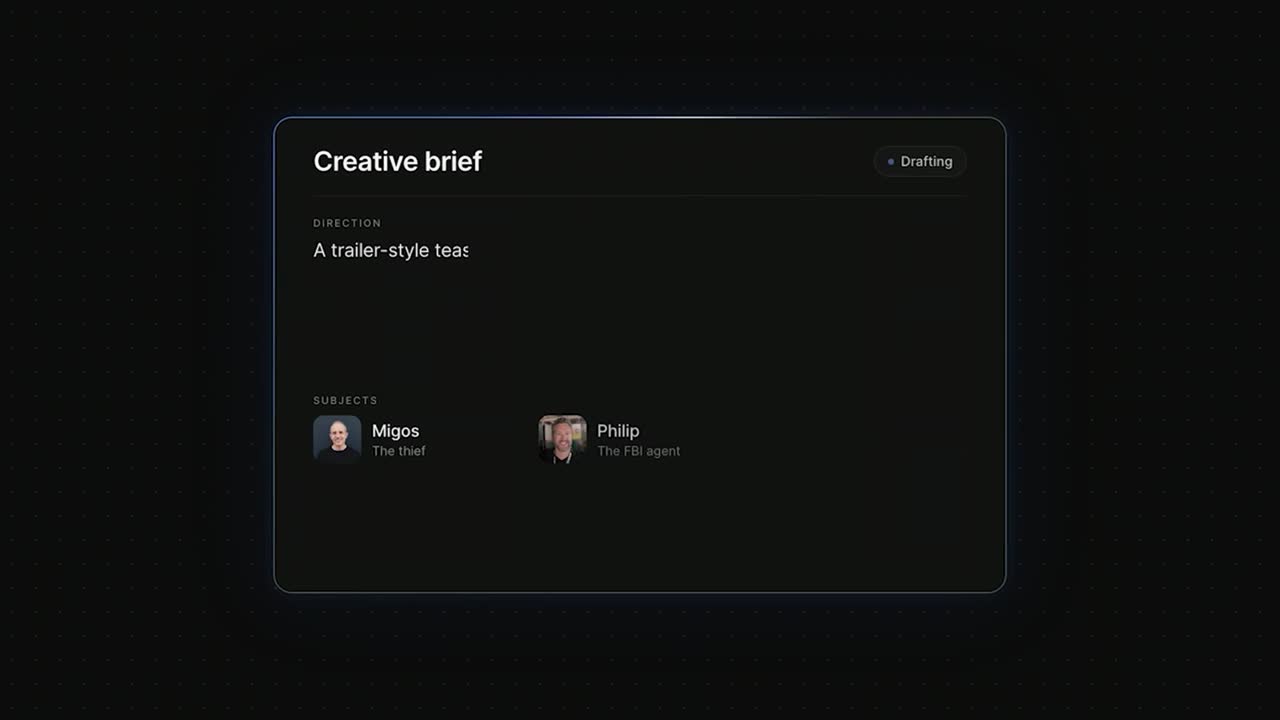 Creative brief
Drafting
DIRECTION
A trailer-style teas
SUBJECTS
Migos
The thief
Philip
The FBI agent